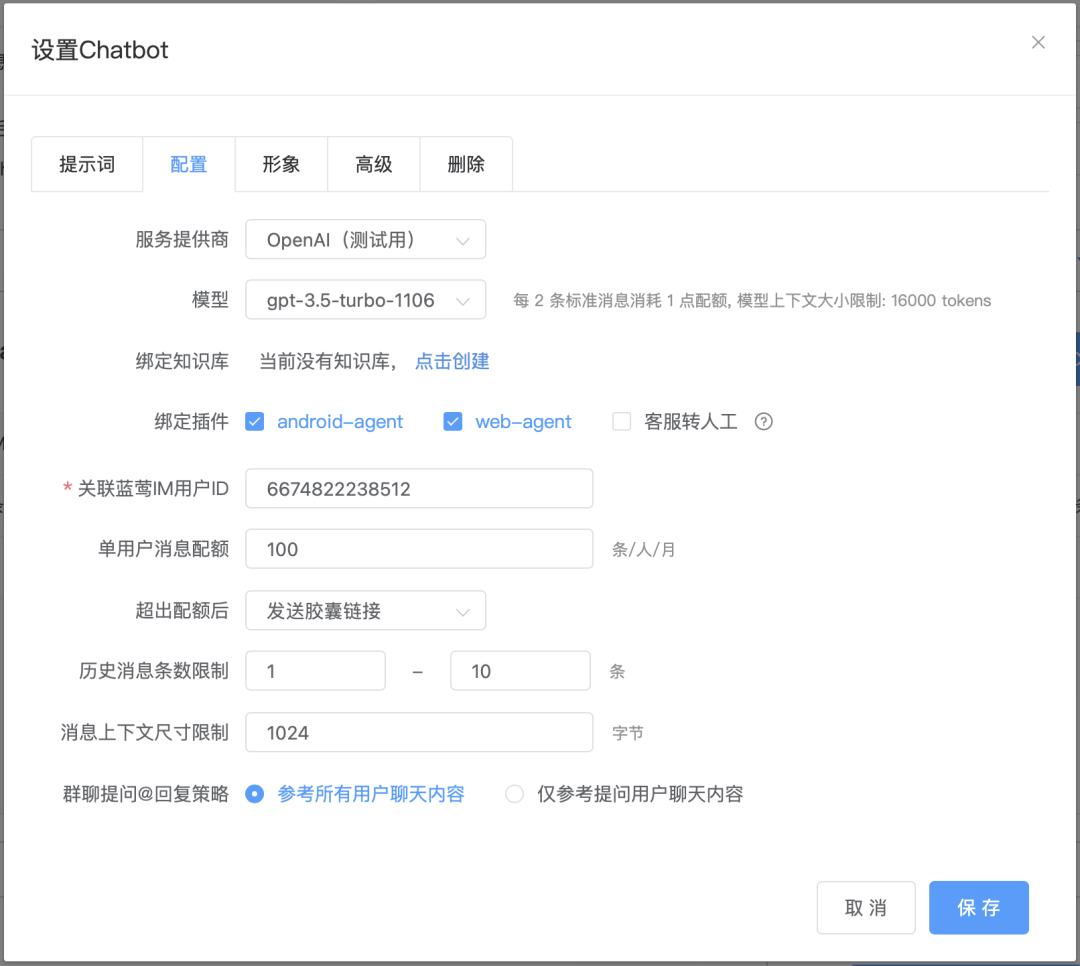 设置Chatbot
提示词 配置 形象 高级 删除
服务提供商 OpenAI（测试用）
模型 gpt-3.5-turbo-1106 每 2 条标准消息消耗 1 点配额, 模型上下文大小限制: 16000 tokens
绑定知识库 当前没有知识库， 点击创建
绑定插件 android-agent web-agent 客服转人工 ?
* 关联蓝莺IM用户ID 6674822238512
单用户消息配额 100 条/人/月
超出配额后 发送胶囊链接
历史消息条数限制 1 – 10 条
消息上下文尺寸限制 1024 字节
群聊提问@回复策略 参考所有用户聊天内容 仅参考提问用户聊天内容
取 消 保 存